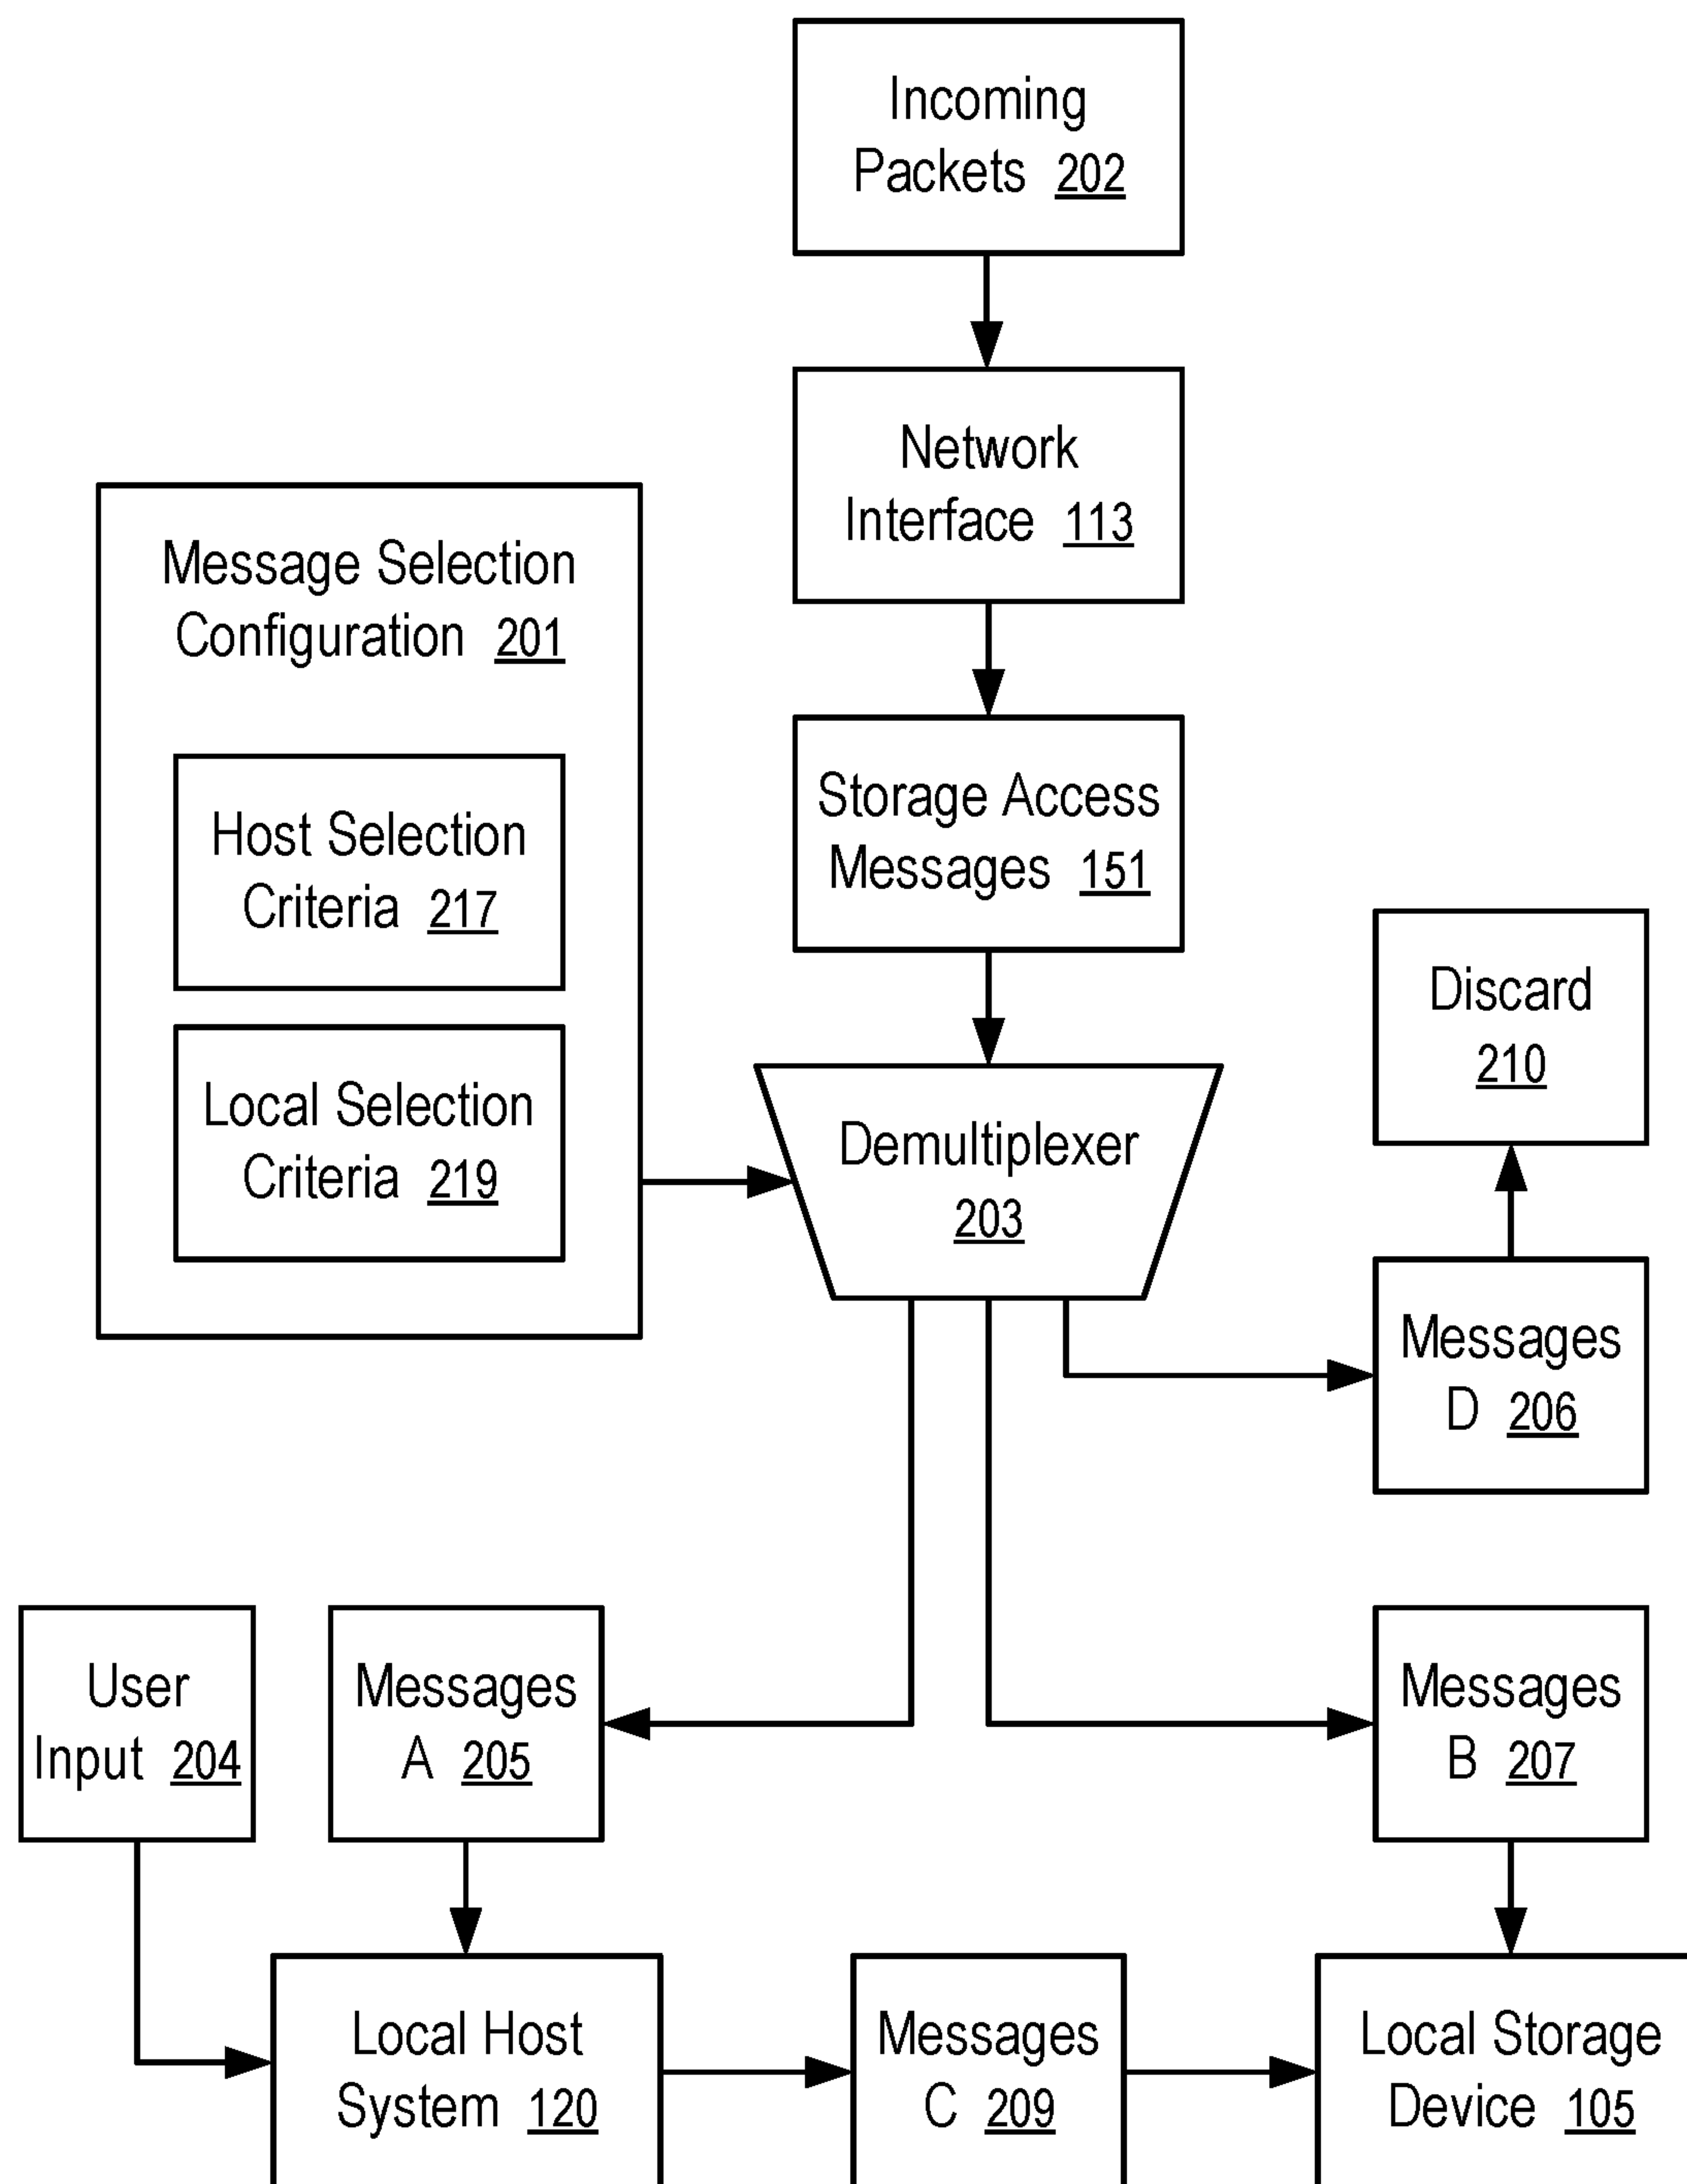 Incoming
Packets 202
Network
Interface 113
Message Selection
Configuration 201
Host Selection
Criteria 217
Local Selection
Criteria 219
Storage Access
Messages 151
Demultiplexer
203
Discard
210
Messages
D 206
User
Input 204
Messages
A 205
Messages
B 207
Local Host
System 120
Messages
C 209
Local Storage
Device 105